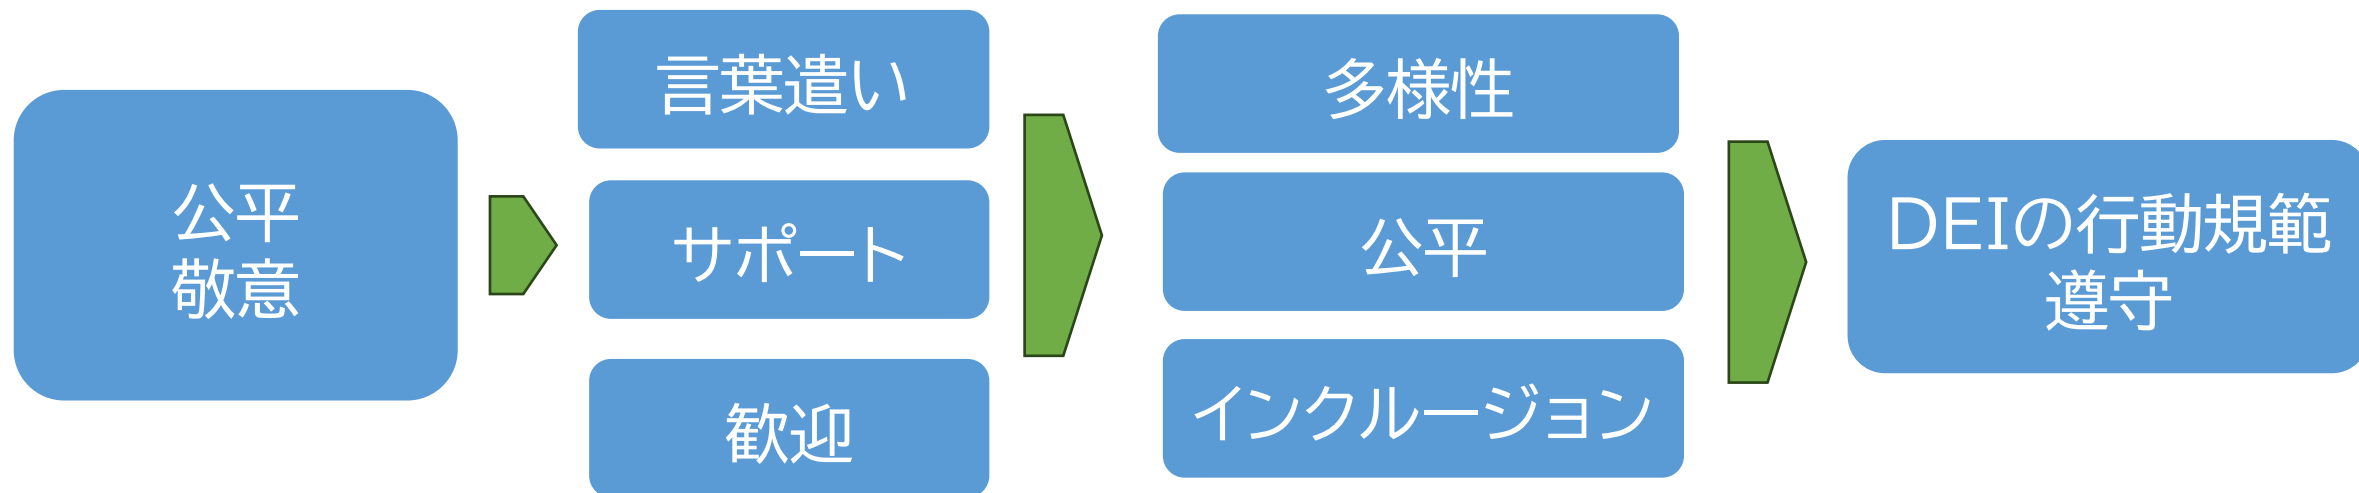 公平
敬意
言葉遣い
サポート
歓迎
多様性
公平
インクルージョン
DEIの行動規範
遵守